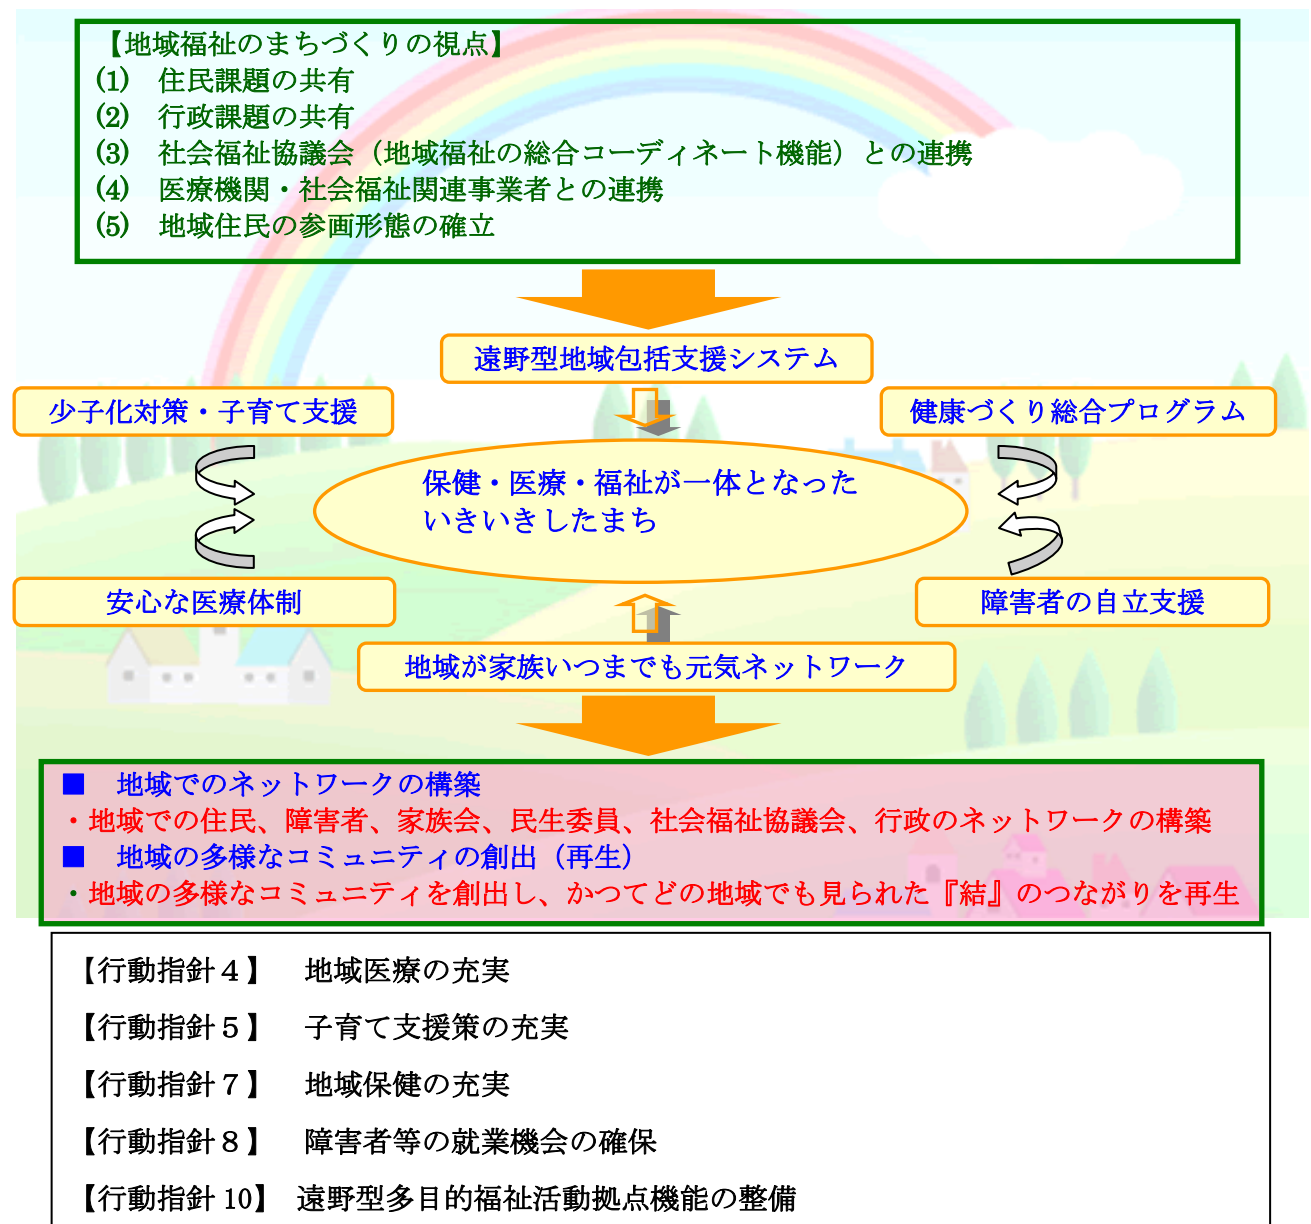 【地域福祉のまちづくりの視点】
(1)　住民課題の共有
(2)　行政課題の共有
(3)　社会福祉協議会（地域福祉の総合コーディネート機能）との連携
(4)　医療機関・社会福祉関連事業者との連携
(5)　地域住民の参画形態の確立
遠野型地域包括支援システム
少子化対策・子育て支援
健康づくり総合プログラム
保健・医療・福祉が一体となった
いきいきしたまち
安心な医療体制
障害者の自立支援
地域が家族いつまでも元気ネットワーク
■　地域でのネットワークの構築
・地域での住民、障害者、家族会、民生委員、社会福祉協議会、行政のネットワークの構築
■　地域の多様なコミュニティの創出（再生）
・地域の多様なコミュニティを創出し、かつてどの地域でも見られた『結』のつながりを再生
【行動指針４】　地域医療の充実
【行動指針５】　子育て支援策の充実
【行動指針７】　地域保健の充実
【行動指針８】　障害者等の就業機会の確保
【行動指針 10】　遠野型多目的福祉活動拠点機能の整備